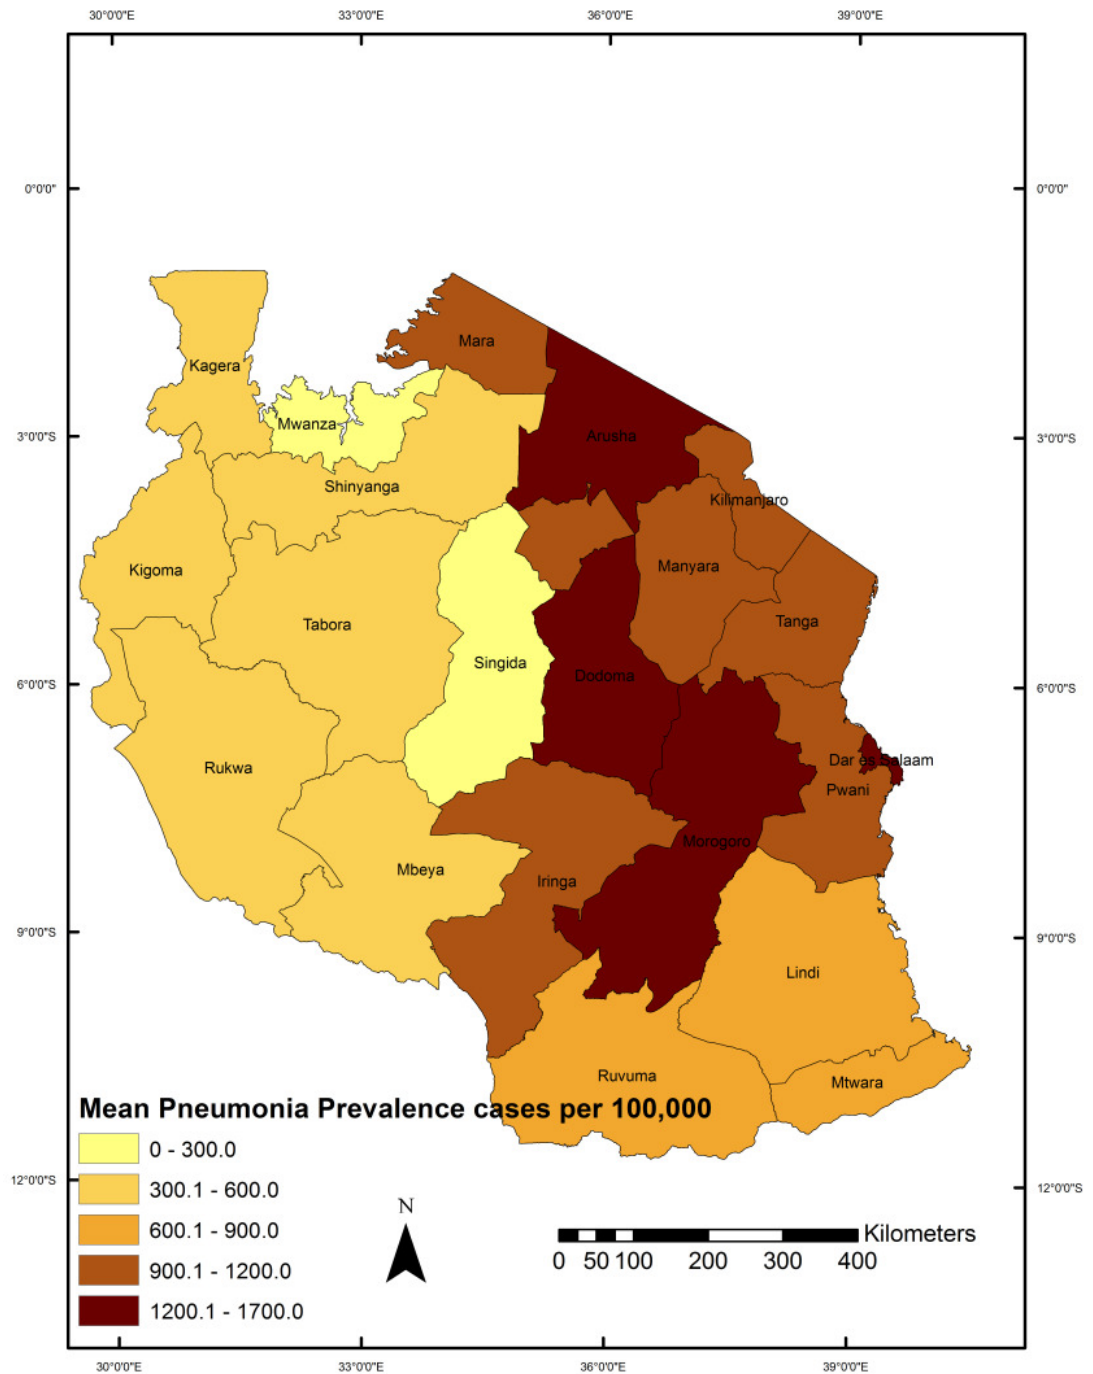 30°0'0"E 33°0'0"E 36°0'0"E 39°0'0"E
0°0'0" 0°0'0"
Mara
Kagera
Mwanza
3°0'0"S Arusha 3°0'0"S
Shinyanga
Kilimanjaro
Kigoma Manyara
Tabora Tanga
Singida
Dodoma
6°0'0"S 6°0'0"S
Rukwa Dar es Salaam
Pwani
Morogoro
Mbeya
Iringa
9°0'0"S 9°0'0"S
Lindi
Ruvuma
Mtwara
Mean Pneumonia Prevalence cases per 100,000
0 - 300.0
300.1 - 600.0
600.1 - 900.0
900.1 - 1200.0
1200.1 - 1700.0
12°0'0"S 12°0'0"S
N
Kilometers
0 50 100 200 300 400
30°0'0"E 33°0'0"E 36°0'0"E 39°0'0"E